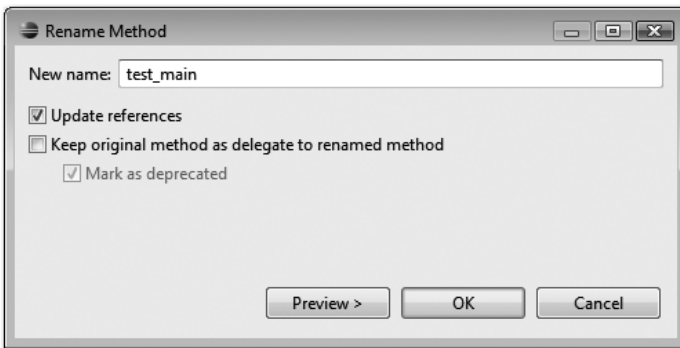 Rename Method
New name: test_main
Update references
Keep original method as delegate to renamed method
Mark as deprecated
Preview > OK Cancel